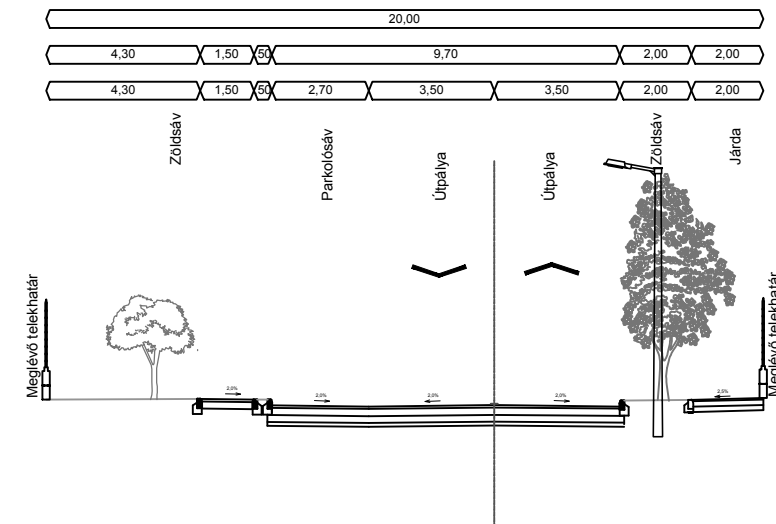 20,00
4,30 1,50 50 9,70 2,00 2,00
4,30 1,50 50 2,70 3,50 3,50 2,00 2,00
Zöldsáv
Parkolósáv
Útpálya
Útpálya
Zöldsáv
Járda
Meglévő telekhatár
Meglévő telekhatár
2,0% 2,0% 2,0% 2,0% 2,5%